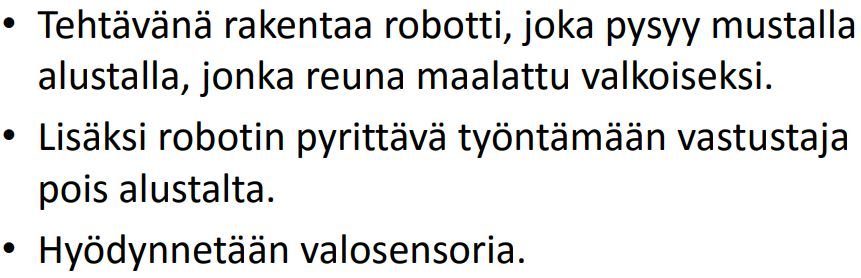 • Tehtävänä rakentaa robotti, joka pysyy mustalla
alustalla, jonka reuna maalattu valkoiseksi.
• Lisäksi robotin pyrittävä työntämään vastustaja
pois alustalta.
• Hyödynnetään valosensoria.